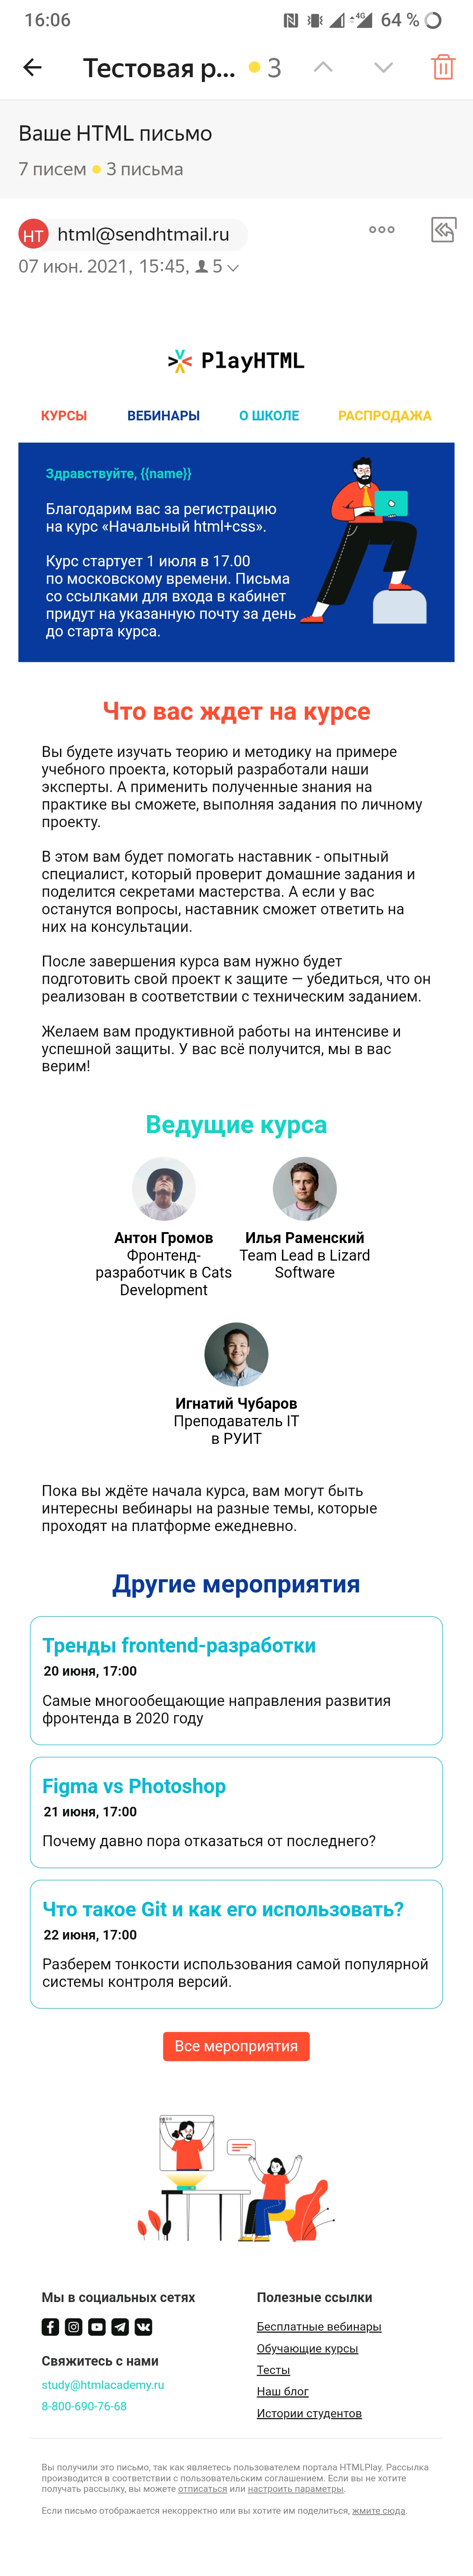 16:06 4G 64 %
Тестовая р... 3
Ваше HTML письмо
7 писем 3 письма
НТ html@sendhtmail.ru
07 июн. 2021, 15:45, 5
PlayHTML
КУРСЫ ВЕБИНАРЫ О ШКОЛЕ РАСПРОДАЖА
Здравствуйте, {{name}}
Благодарим вас за регистрацию
на курс «Начальный html+css».
Курс стартует 1 июля в 17.00
по московскому времени. Письма
со ссылками для входа в кабинет
придут на указанную почту за день
до старта курса.
Что вас ждет на курсе
Вы будете изучать теорию и методику на примере
учебного проекта, который разработали наши
эксперты. А применить полученные знания на
практике вы сможете, выполняя задания по личному
проекту.
В этом вам будет помогать наставник - опытный
специалист, который проверит домашние задания и
поделится секретами мастерства. А если у вас
останутся вопросы, наставник сможет ответить на
них на консультации.
После завершения курса вам нужно будет
подготовить свой проект к защите — убедиться, что он
реализован в соответствии с техническим заданием.
Желаем вам продуктивной работы на интенсиве и
успешной защиты. У вас всё получится, мы в вас
верим!
Ведущие курса
Антон Громов
Фронтенд-
разработчик в Cats
Development
Илья Раменский
Team Lead в Lizard
Software
Игнатий Чубаров
Преподаватель IT
в РУИТ
Пока вы ждёте начала курса, вам могут быть
интересны вебинары на разные темы, которые
проходят на платформе ежедневно.
Другие мероприятия
Тренды frontend-разработки
20 июня, 17:00
Самые многообещающие направления развития
фронтенда в 2020 году
Figma vs Photoshop
21 июня, 17:00
Почему давно пора отказаться от последнего?
Что такое Git и как его использовать?
22 июня, 17:00
Разберем тонкости использования самой популярной
системы контроля версий.
Все мероприятия
Мы в социальных сетях
Свяжитесь с нами
study@htmlacademy.ru
8-800-690-76-68
Полезные ссылки
Бесплатные вебинары
Обучающие курсы
Тесты
Наш блог
Истории студентов
Вы получили это письмо, так как являетесь пользователем портала HTMLPlay. Рассылка
производится в соответствии с пользовательским соглашением. Если вы не хотите
получать рассылку, вы можете отписаться или настроить параметры.
Если письмо отображается некорректно или вы хотите им поделиться, жмите сюда.